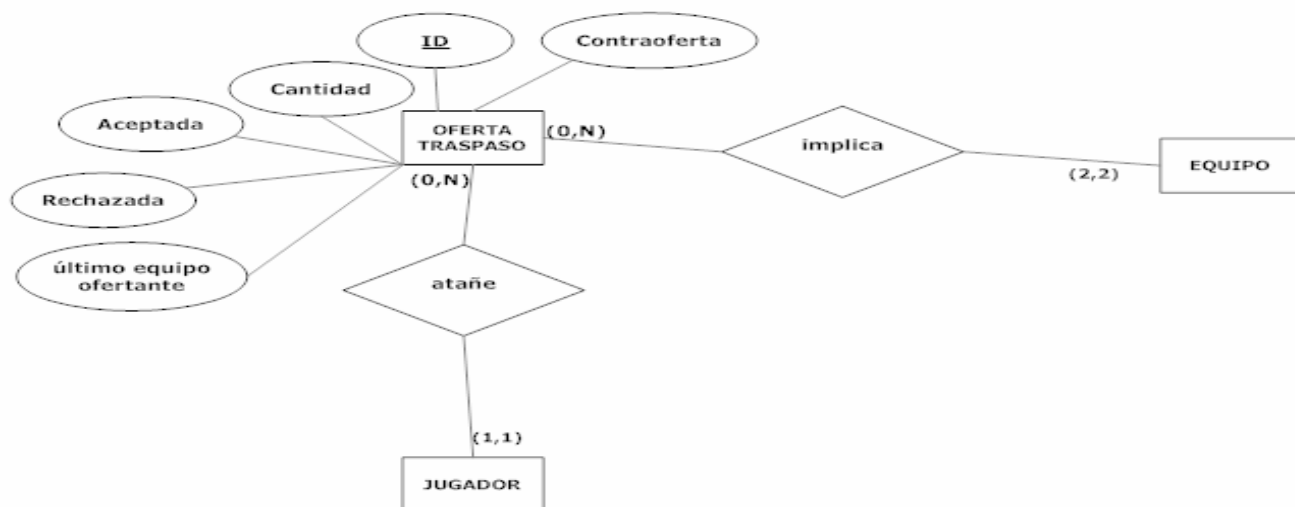 ID
Contraoferta
Cantidad
Aceptada
OFERTA
TRASPASO
(0,N)
implica
(2,2)
EQUIPO
(0,N)
Rechazada
último equipo
ofertante
atañe
(1,1)
JUGADOR